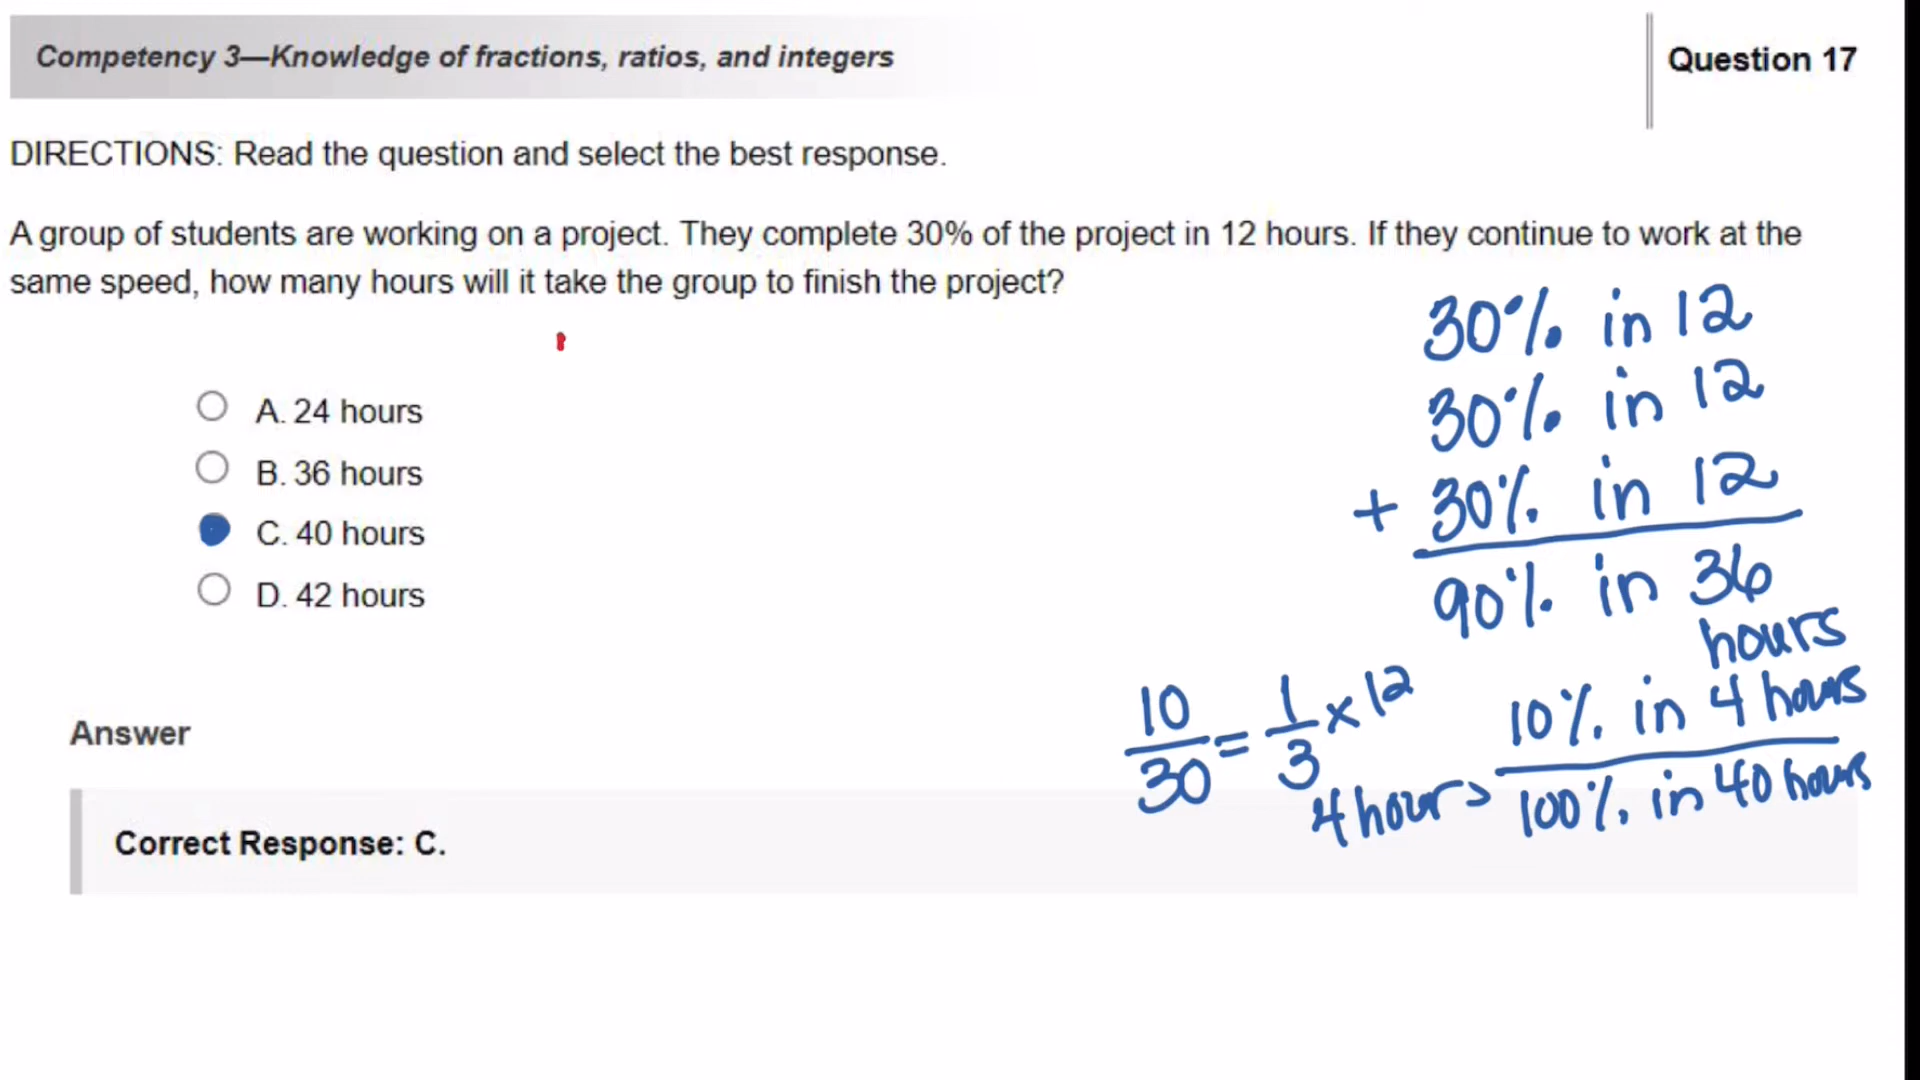 Competency 3—Knowledge of fractions, ratios, and integers
Question 17
DIRECTIONS: Read the question and select the best response.
A group of students are working on a project. They complete 30% of the project in 12 hours. If they continue to work at the
same speed, how many hours will it take the group to finish the project?
A. 24 hours
B. 36 hours
C. 40 hours
D. 42 hours
30% in 12
30% in 12
+ 30% in 12
90% in 36
hours
10% in 4 hours
100% in 40 hours
10/30 = 1/3 x 12
4 hours
Answer
Correct Response: C.